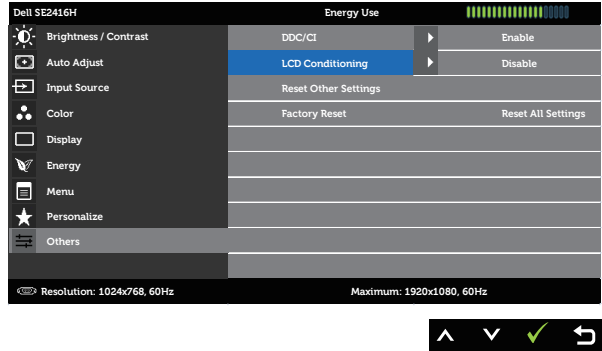 Dell SE2416H Energy Use
Brightness / Contrast DDC/CI Enable
Auto Adjust LCD Conditioning Disable
Input Source Reset Other Settings
Color Factory Reset Reset All Settings
Display
Energy
Menu
Personalize
Others
Resolution: 1024x768, 60Hz Maximum: 1920x1080, 60Hz